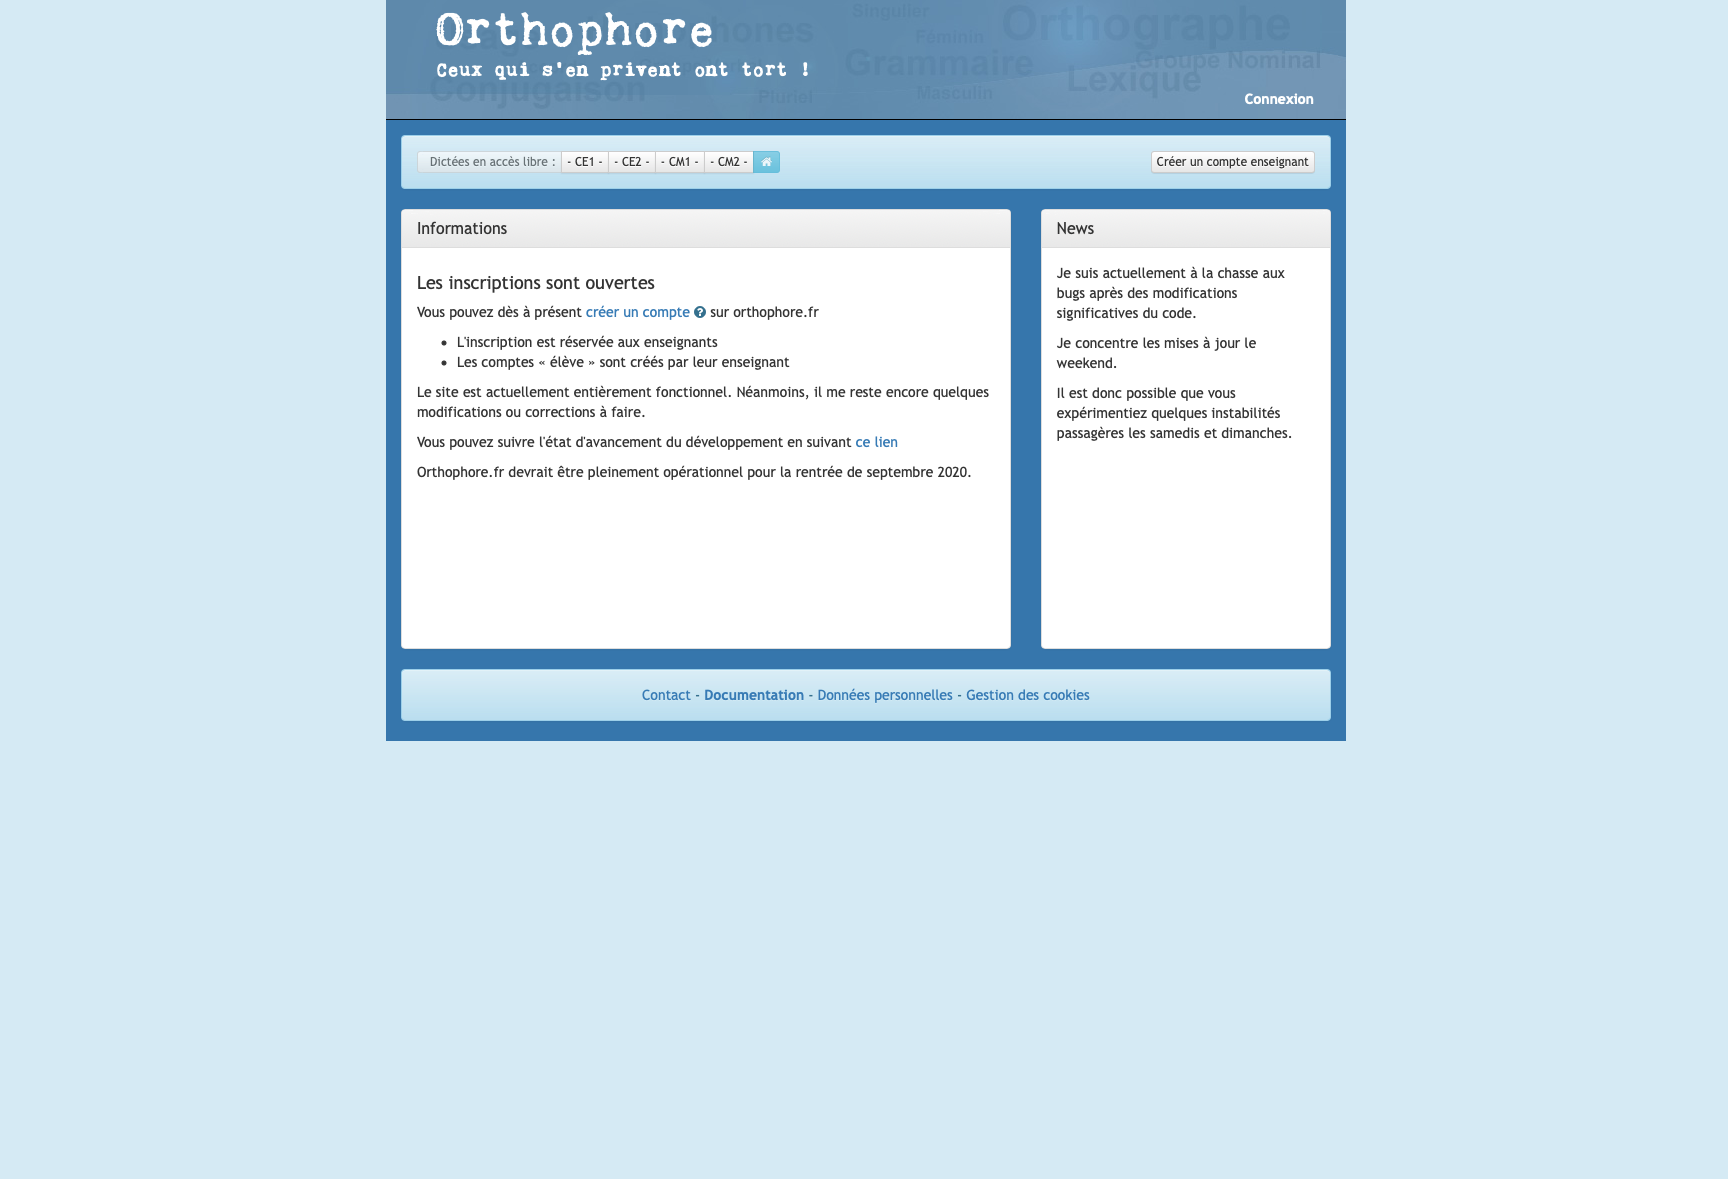 Orthophore
Ceux qui s'en privent ont tort !
phones
Singulier
Féminin
Orthographe
Grammaire
Groupe Nominal
Lexique
Conjugaison
Pluriel
Masculin
Connexion
Dictées en accès libre : - CE1 - - CE2 - - CM1 - - CM2 -
Créer un compte enseignant
Informations
Les inscriptions sont ouvertes
Vous pouvez dès à présent créer un compte sur orthophore.fr
• L'inscription est réservée aux enseignants
• Les comptes « élève » sont créés par leur enseignant
Le site est actuellement entièrement fonctionnel. Néanmoins, il me reste encore quelques
modifications ou corrections à faire.
Vous pouvez suivre l'état d'avancement du développement en suivant ce lien
Orthophore.fr devrait être pleinement opérationnel pour la rentrée de septembre 2020.
News
Je suis actuellement à la chasse aux
bugs après des modifications
significatives du code.
Je concentre les mises à jour le
weekend.
Il est donc possible que vous
expérimentiez quelques instabilités
passagères les samedis et dimanches.
Contact - Documentation - Données personnelles - Gestion des cookies